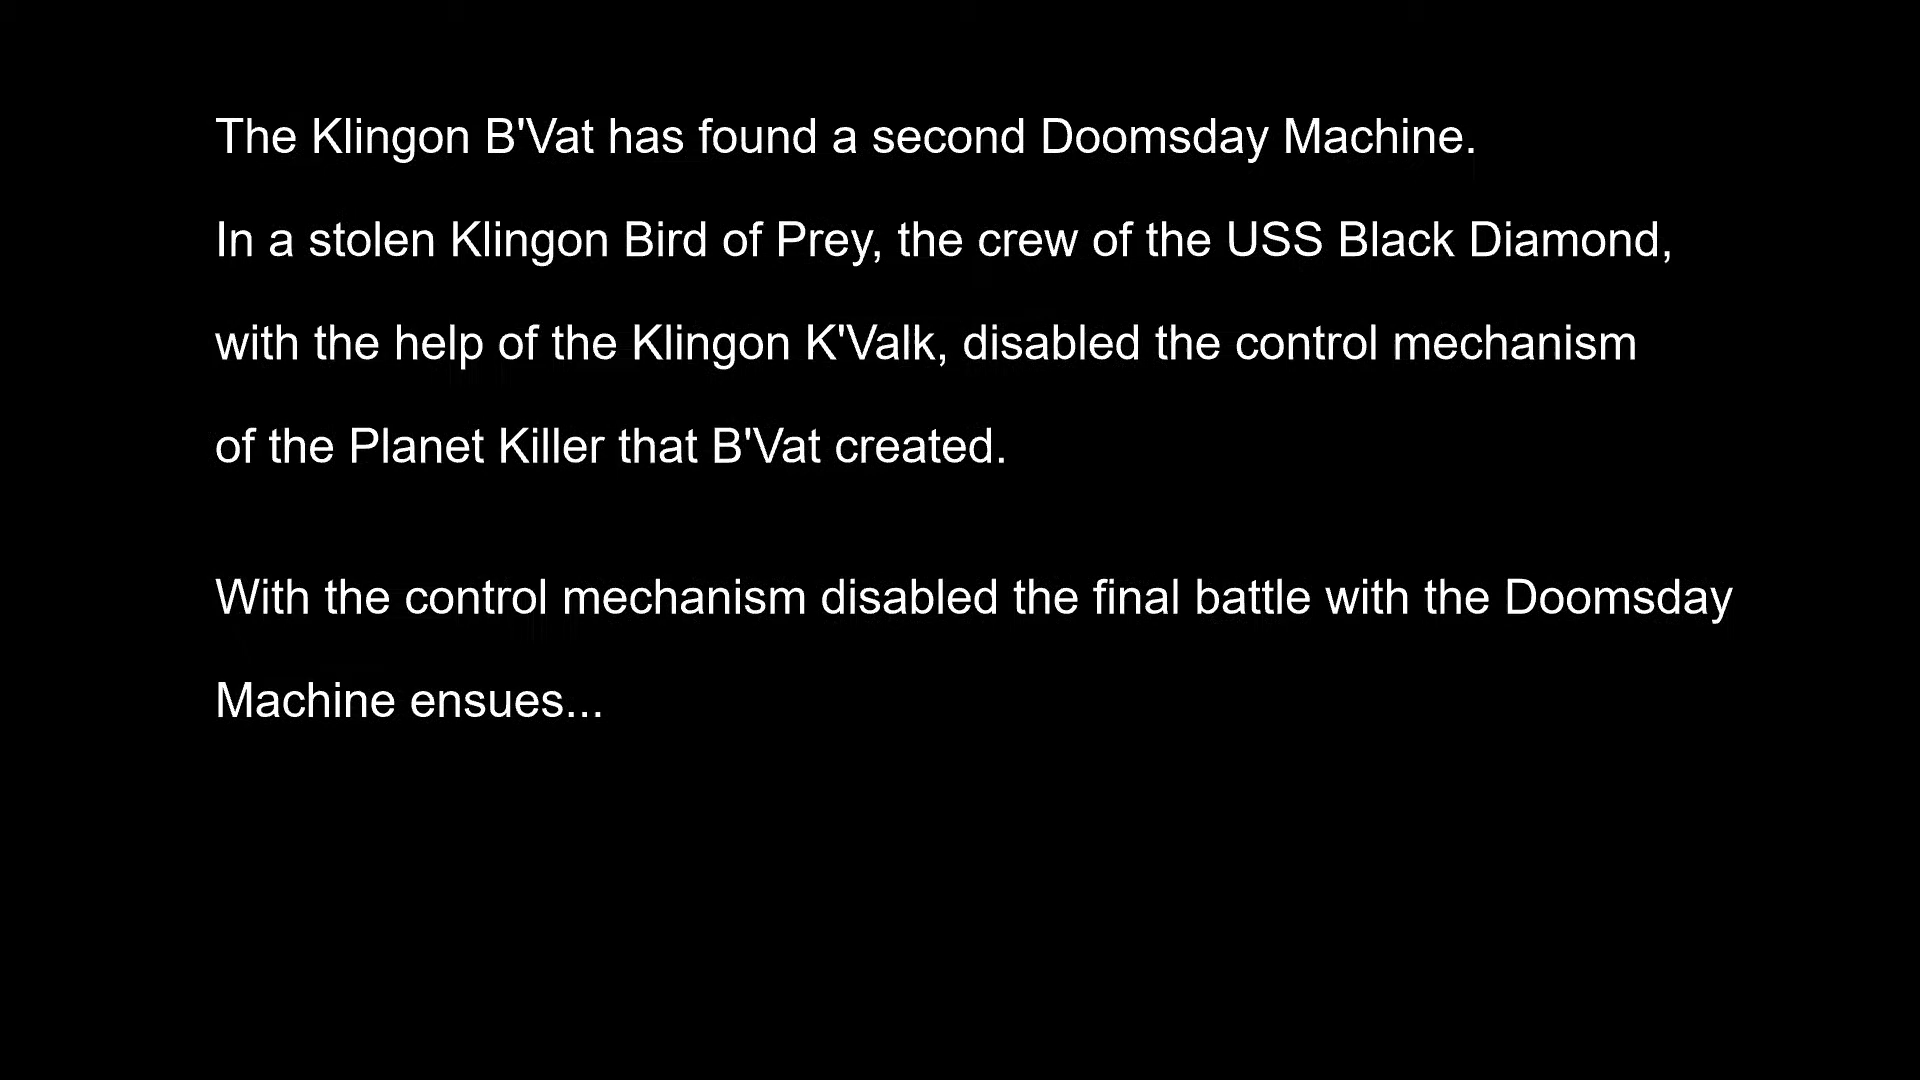 The Klingon B'Vat has found a second Doomsday Machine.
In a stolen Klingon Bird of Prey, the crew of the USS Black Diamond,
with the help of the Klingon K'Valk, disabled the control mechanism
of the Planet Killer that B'Vat created.
With the control mechanism disabled the final battle with the Doomsday
Machine ensues...